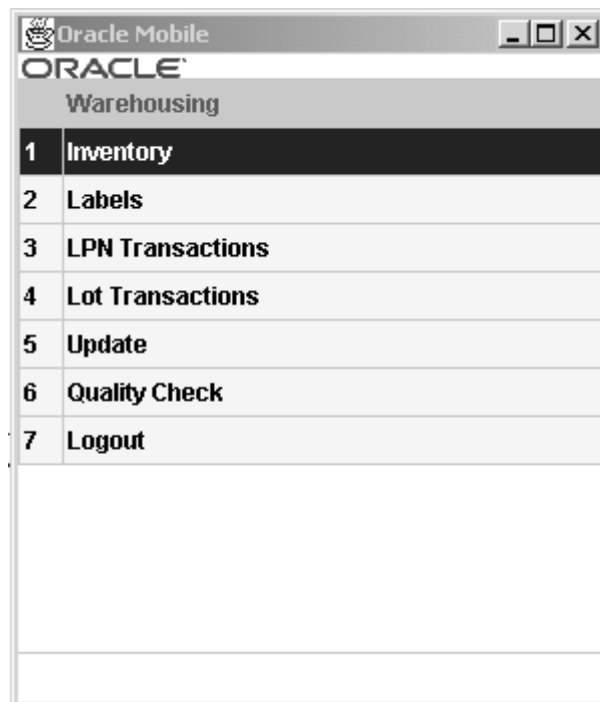 Oracle Mobile
ORACLE
Warehousing
1 Inventory
2 Labels
3 LPN Transactions
4 Lot Transactions
5 Update
6 Quality Check
7 Logout